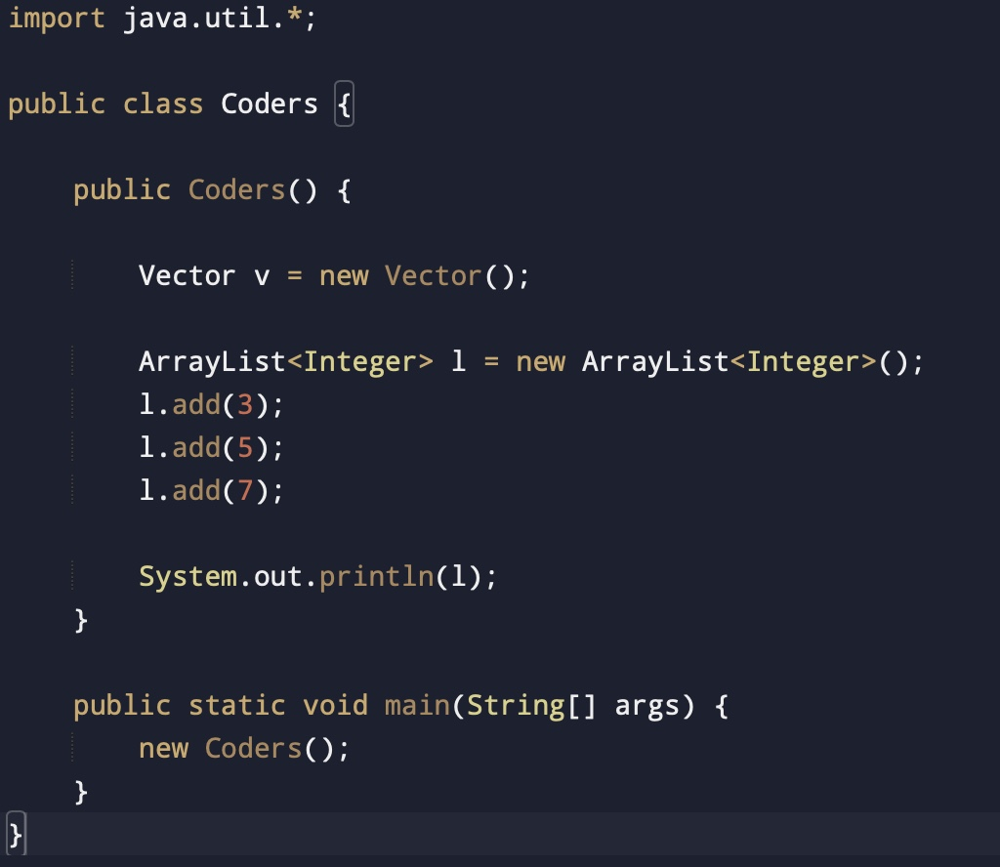 import java.util.*;
public class Coders {
public Coders() {
Vector v = new Vector();
ArrayList<Integer> l = new ArrayList<Integer>();
l.add(3);
l.add(5);
l.add(7);
System.out.println(l);
}
public static void main(String[] args) {
new Coders();
}
}